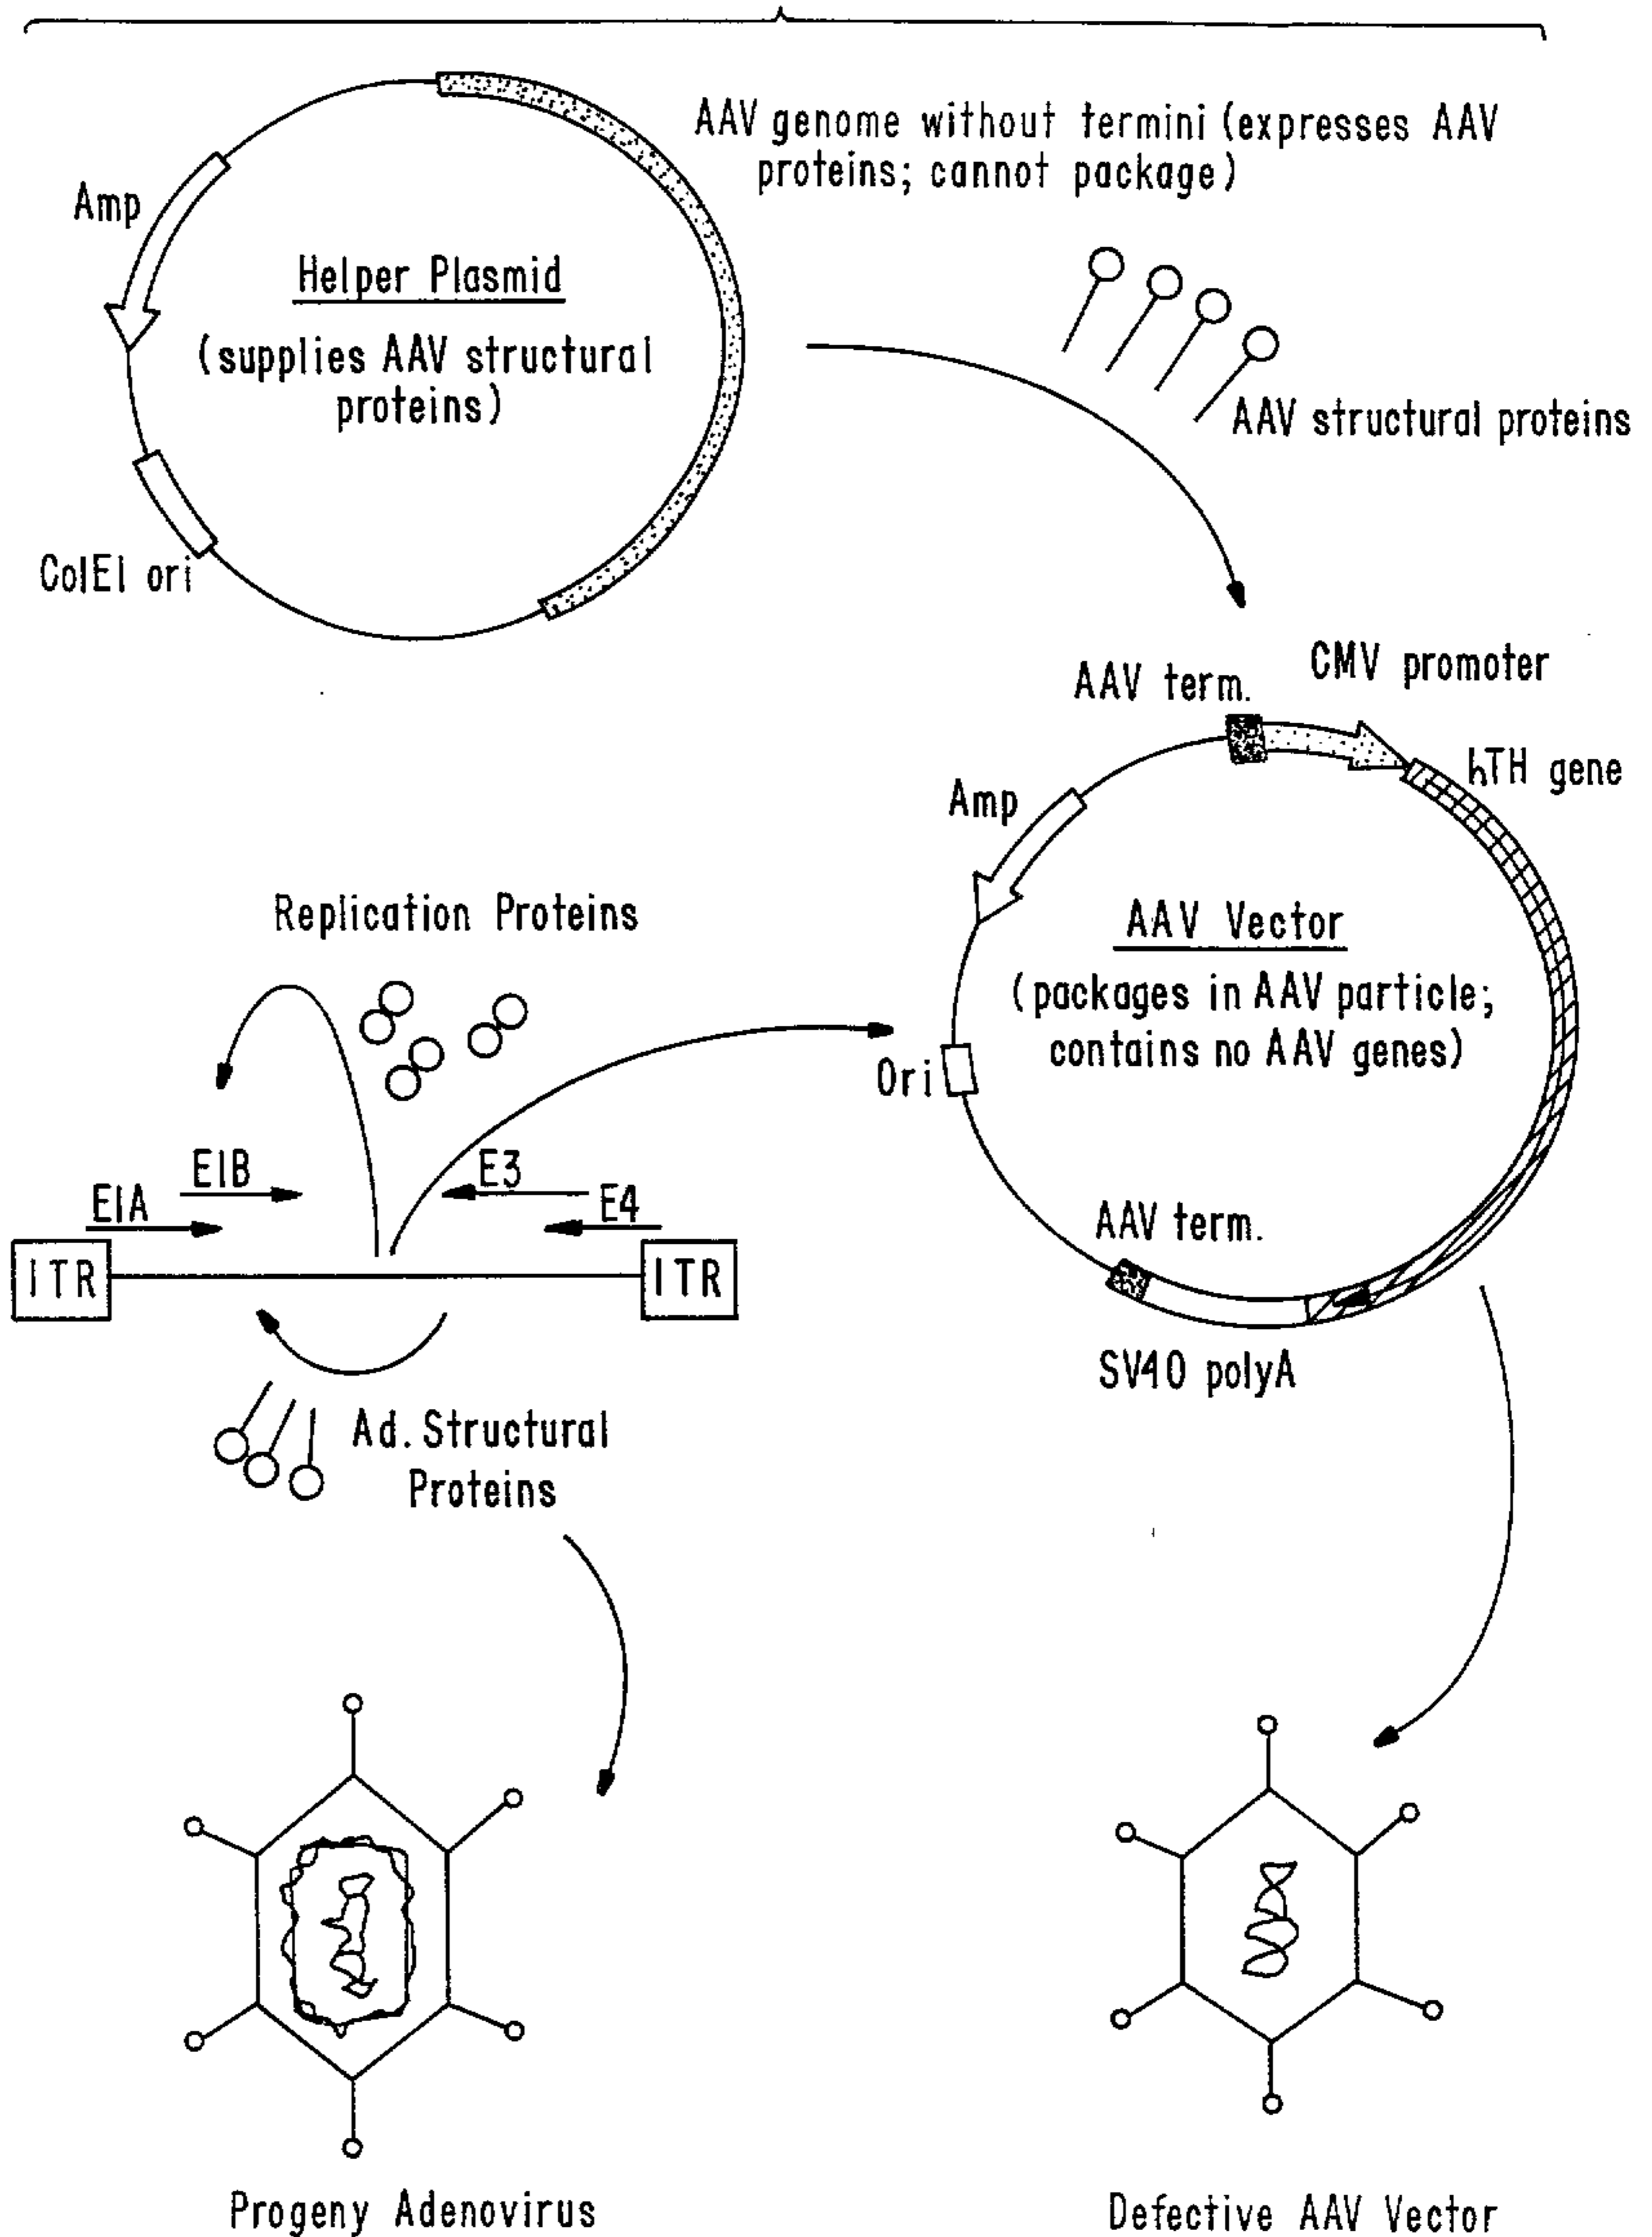 AAV genome without termini (expresses AAV
proteins; cannot package)
Amp
Helper Plasmid
(supplies AAV structural
proteins)
AAV structural proteins
ColEI ori
CMV promoter
AAV term.
hTH gene
Amp
Replication Proteins
AAV Vector
(packages in AAV particle;
contains no AAV genes)
Ori
EIB
E3
EIA
E4
ITR
ITR
AAV term.
SV40 polyA
Ad. Structural
Proteins
Progeny Adenovirus
Defective AAV Vector